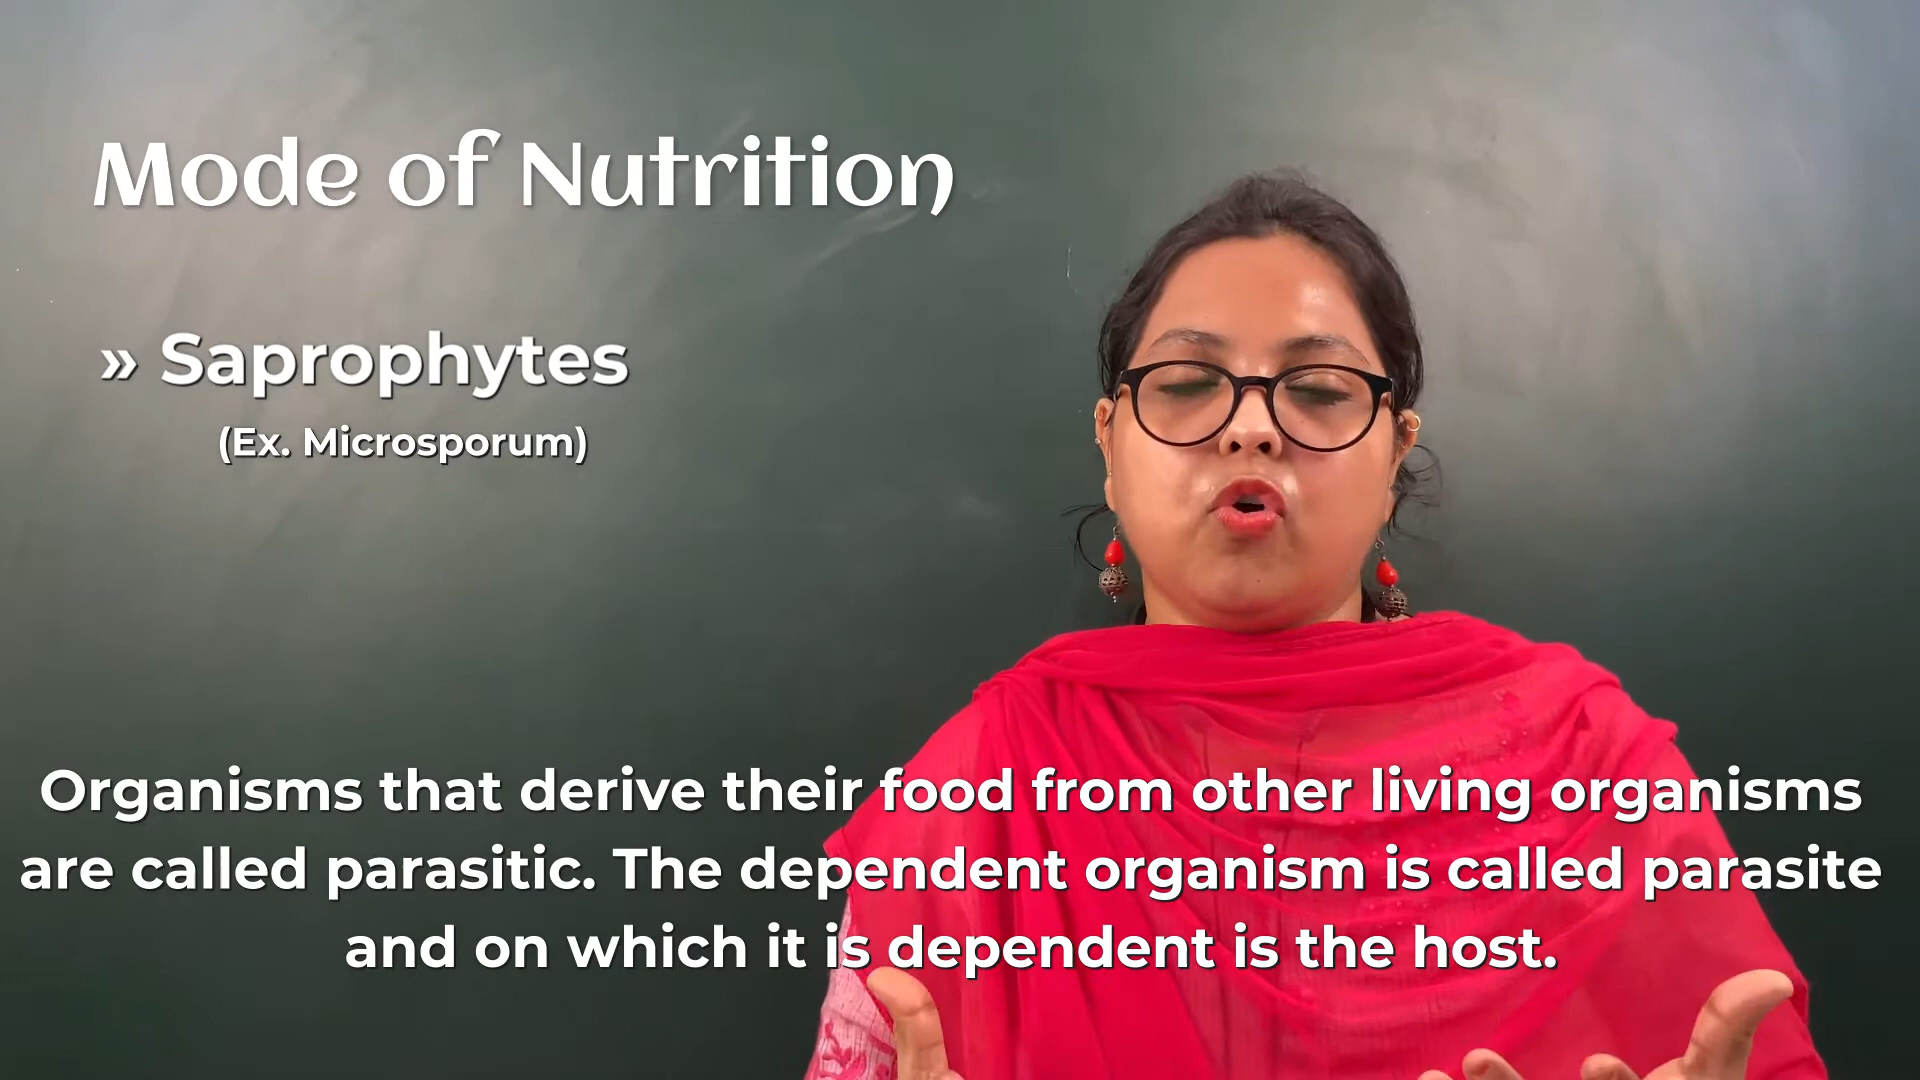 Mode of Nutrition
» Saprophytes
(Ex. Microsporum)
Organisms that derive their food from other living organisms
are called parasitic. The dependent organism is called parasite
and on which it is dependent is the host.